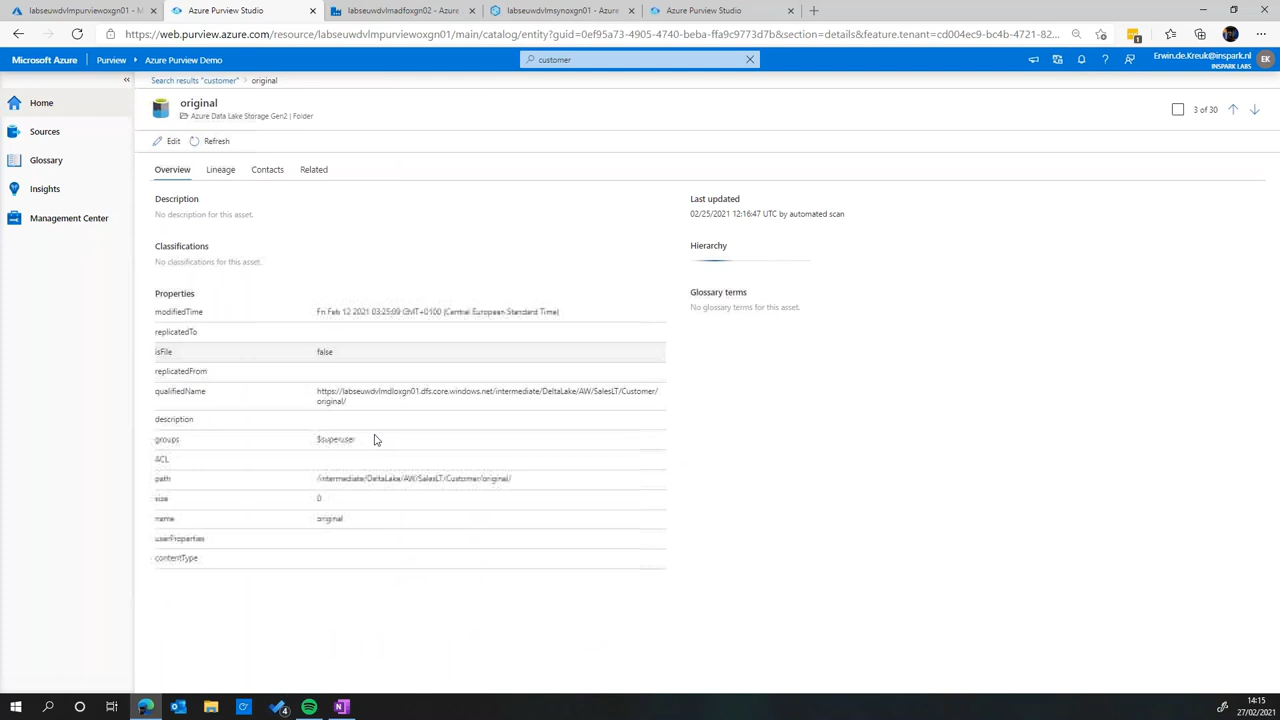 labseuwdvlmpurviewoxgn01 - M
Azure Purview Studio
labseuwdvlmadfoxgn02 - Azure
labseuwdvlmsynoxgn01 - Azure
Azure Purview Studio
https://web.purview.azure.com/resource/labseuwdvlmpurviewoxgn01/main/catalog/entity?guid=0ef95a73-4905-4740-beba-ffa9c9773d7b&section=details&feature.tenant=cd004ec9-bc4b-4721-82...
Microsoft Azure
Purview
Azure Purview Demo
customer
Erwin.de.Kreuk@inspark.nl
INSPARK LABS
EK
Search results "customer" > original
Home
Sources
Glossary
Insights
Management Center
original
Azure Data Lake Storage Gen2 | Folder
3 of 30
Edit
Refresh
Overview
Lineage
Contacts
Related
Description
No description for this asset.
Classifications
No classifications for this asset.
Properties
modifiedTime Fri Feb 12 2021 03:25:09 GMT+0100 (Central European Standard Time)
replicatedTo
isFile false
replicatedFrom
qualifiedName https://labseuwdvlmdloxgn01.dfs.core.windows.net/intermediate/DeltaLake/AW/SalesLT/Customer/
original/
description
groups $superuser
ACL
path /intermediate/DeltaLake/AW/SalesLT/Customer/original/
size 0
name original
userProperties
contentType
Last updated
02/25/2021 12:16:47 UTC by automated scan
Hierarchy
Glossary terms
No glossary terms for this asset.
4
14:15
27/02/2021